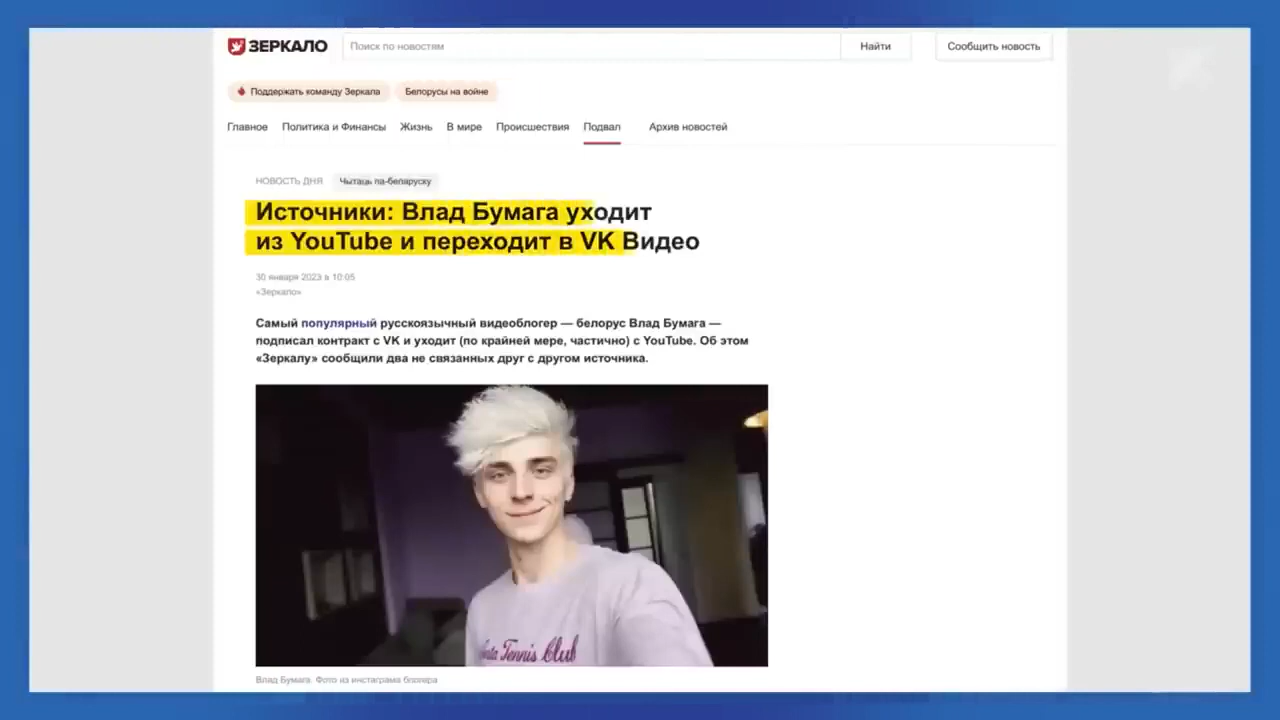 ЗЕРКАЛО
Поиск по новостям
Найти
Сообщить новость
Поддержать команду Зеркала
Белорусы на войне
Главное
Политика и Финансы
Жизнь
В мире
Происшествия
Подвал
Архив новостей
НОВОСТЬ ДНЯ
Чытаць па-беларуску
Источники: Влад Бумага уходит
из YouTube и переходит в VK Видео
30 января 2023 в 10:05
«Зеркало»
Самый популярный русскоязычный видеоблогер — белорус Влад Бумага —
подписал контракт с VK и уходит (по крайней мере, частично) с YouTube. Об этом
«Зеркалу» сообщили два не связанных друг с другом источника.
Tennis Club
Влад Бумага. Фото из инстаграма блогера